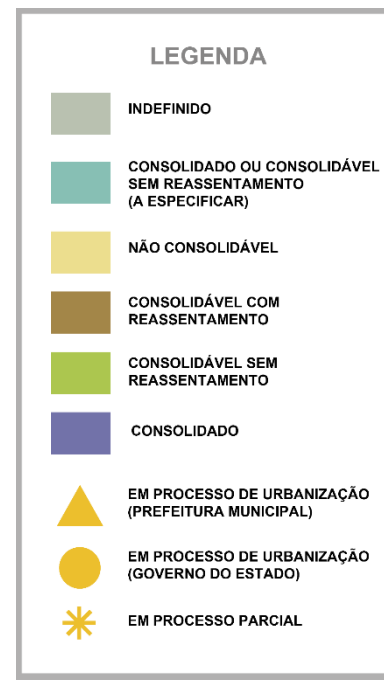 LEGENDA
INDEFINIDO
CONSOLIDADO OU CONSOLIDÁVEL
SEM REASSENTAMENTO
(A ESPECIFICAR)
NÃO CONSOLIDÁVEL
CONSOLIDÁVEL COM
REASSENTAMENTO
CONSOLIDÁVEL SEM
REASSENTAMENTO
CONSOLIDADO
EM PROCESSO DE URBANIZAÇÃO
(PREFEITURA MUNICIPAL)
EM PROCESSO DE URBANIZAÇÃO
(GOVERNO DO ESTADO)
EM PROCESSO PARCIAL